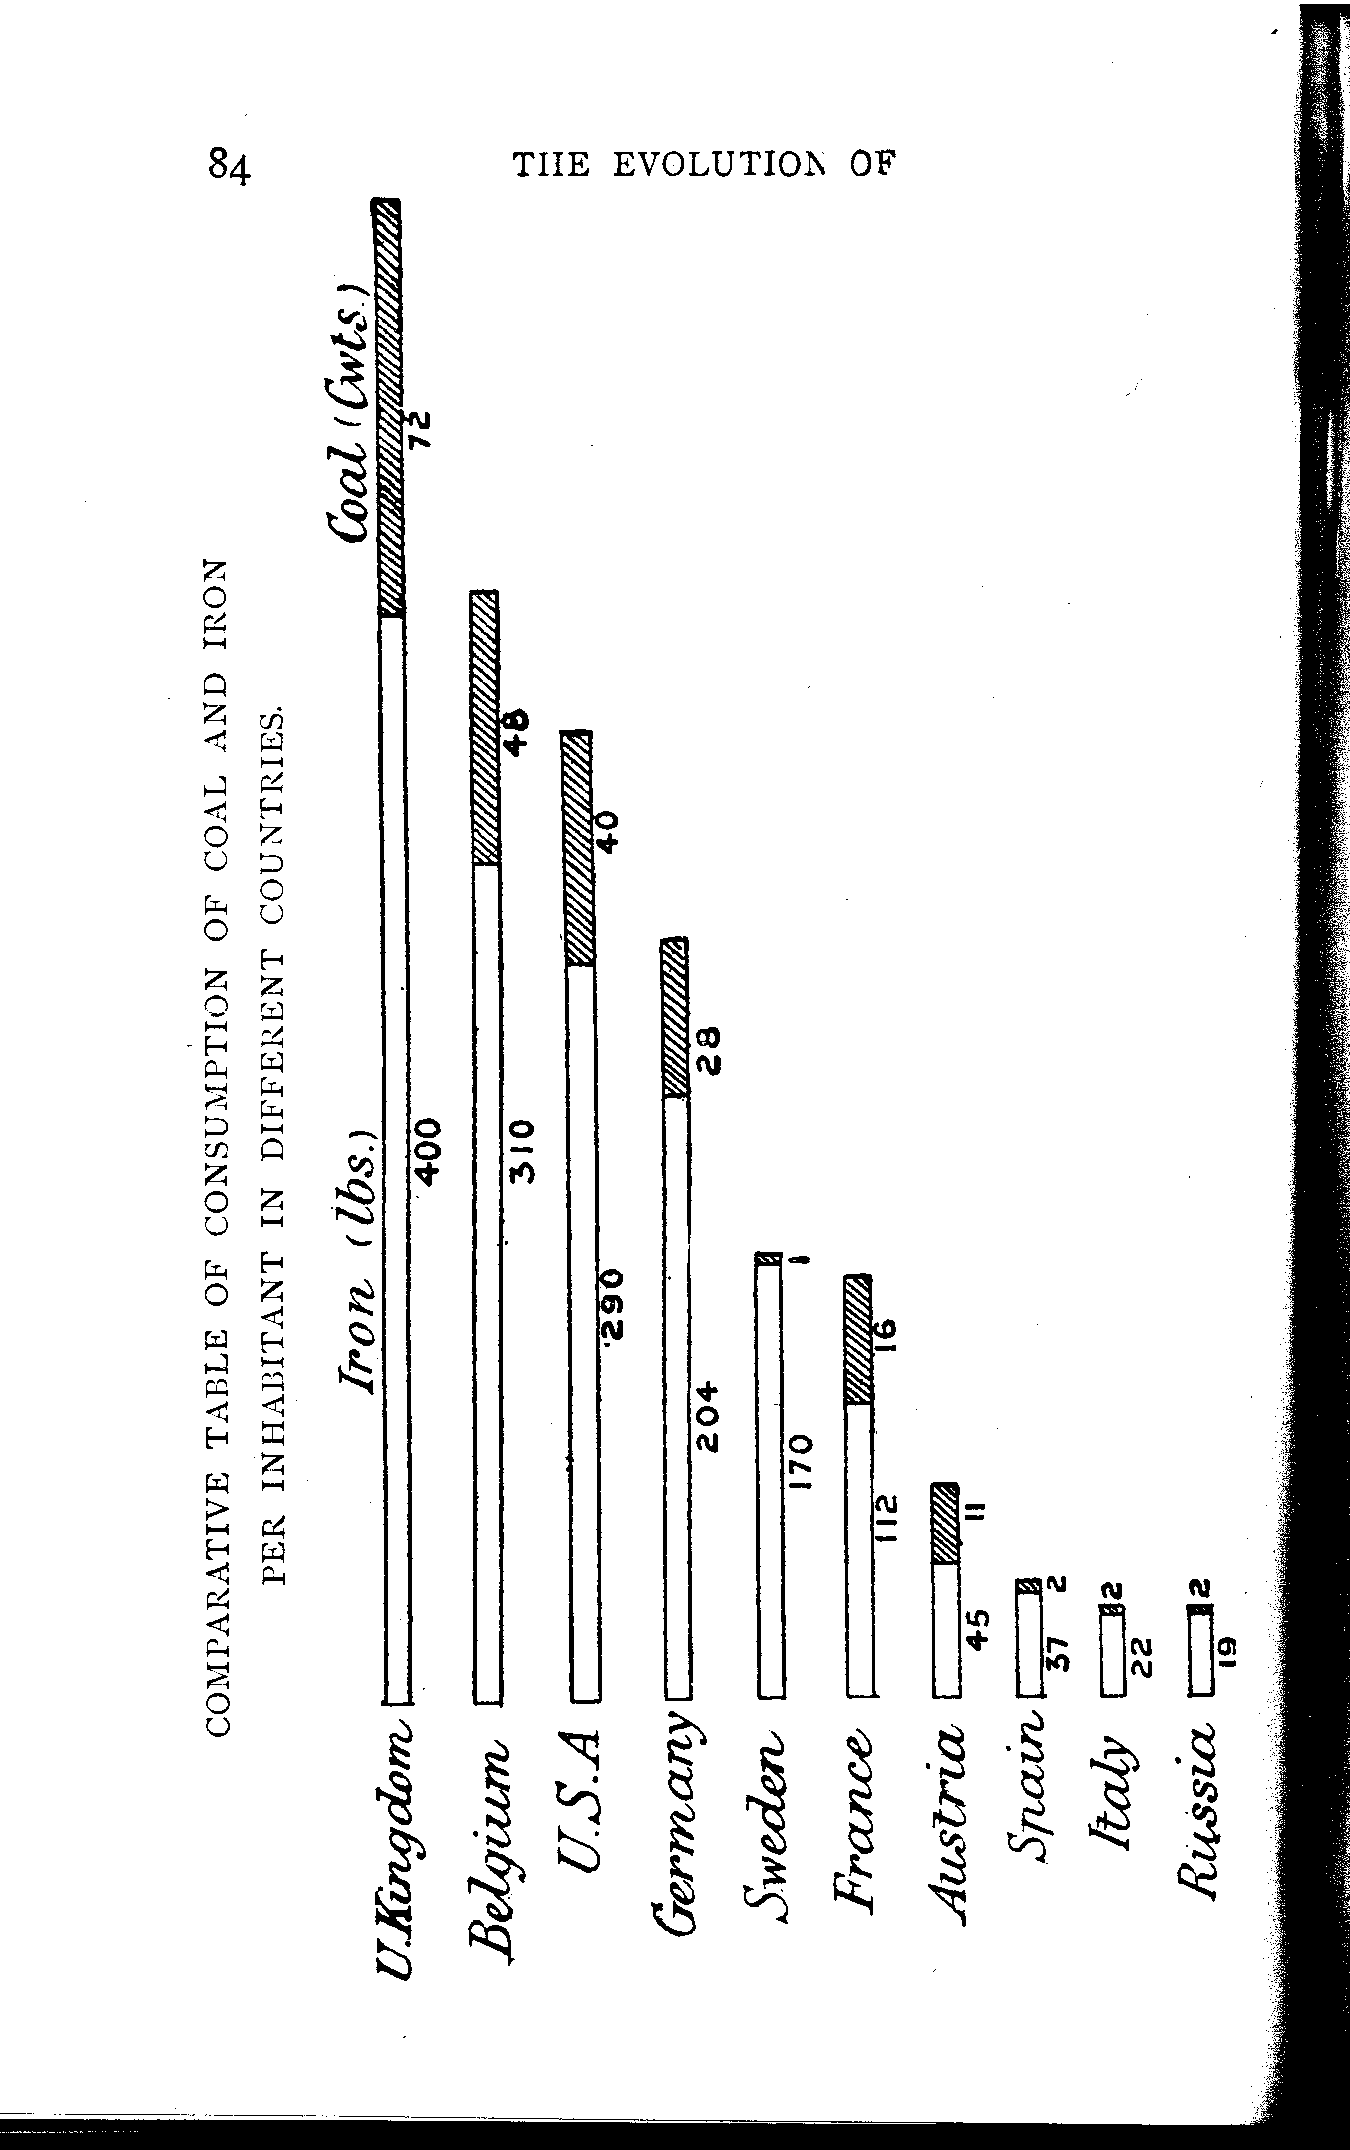 84
THE EVOLUTION OF
COMPARATIVE TABLE OF CONSUMPTION OF COAL AND IRON
PER INHABITANT IN DIFFERENT COUNTRIES.
Iron (lbs.)
Coal (Cwts.)
U.Kingdom
400
72
Belgium
310
48
U.S.A
290
40
Germany
204
28
Sweden
170
1
France
112
16
Austria
45
11
Spain
37
2
Italy
22
2
Russia
19
2